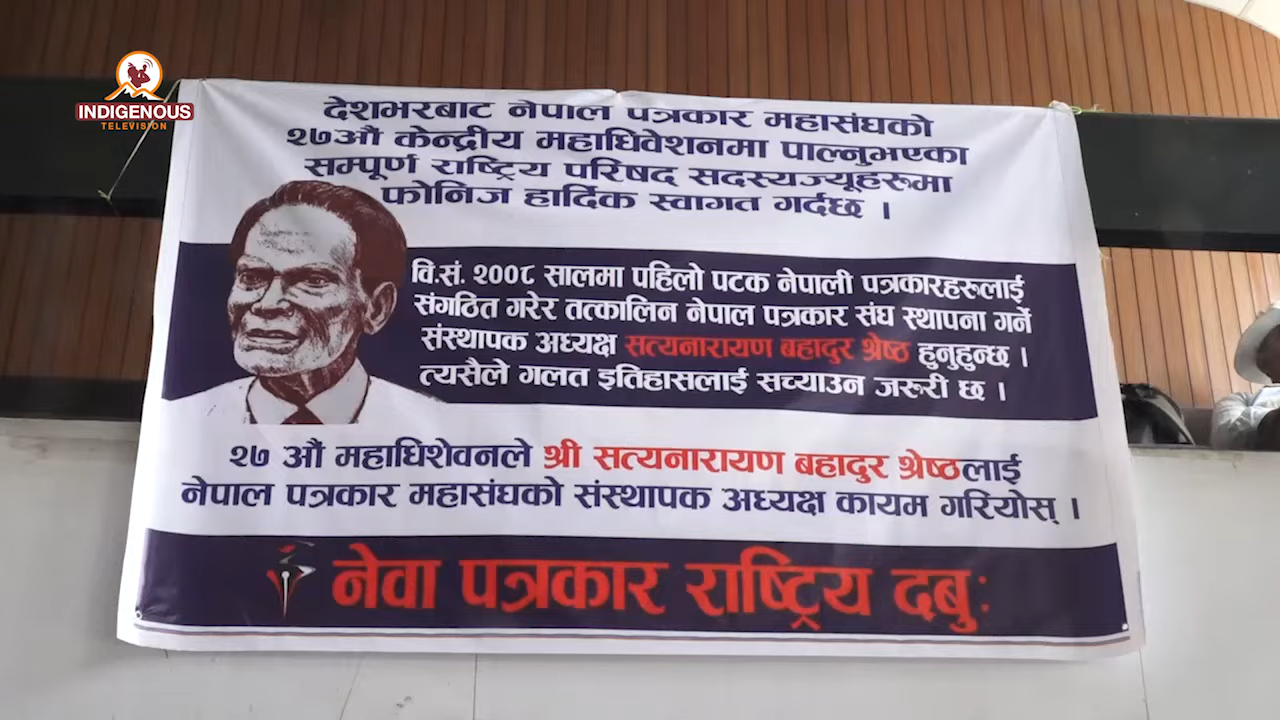 INDIGENOUS
TELEVISION
देशभरबाट नेपाल पत्रकार महासंघको
२७औं केन्द्रीय महाधिवेशनमा पाल्नुभएका
सम्पूर्ण राष्ट्रिय परिषद सदस्यज्यूहरुमा
फोनिज हार्दिक स्वागत गर्दछ ।
वि.सं. २००८ सालमा पहिलो पटक नेपाली पत्रकारहरुलाई
संगठित गरेर तत्कालिन नेपाल पत्रकार संघ स्थापना गर्ने
संस्थापक अध्यक्ष सत्यनारायण बहादुर श्रेष्ठ हुनुहुन्छ ।
त्यसैले गलत इतिहासलाई सच्याउन जरुरी छ ।
२७ औं महाधिशेवनले श्री सत्यनारायण बहादुर श्रेष्ठलाई
नेपाल पत्रकार महासंघको संस्थापक अध्यक्ष कायम गरियोस् ।
नेवा पत्रकार राष्ट्रिय दबुः